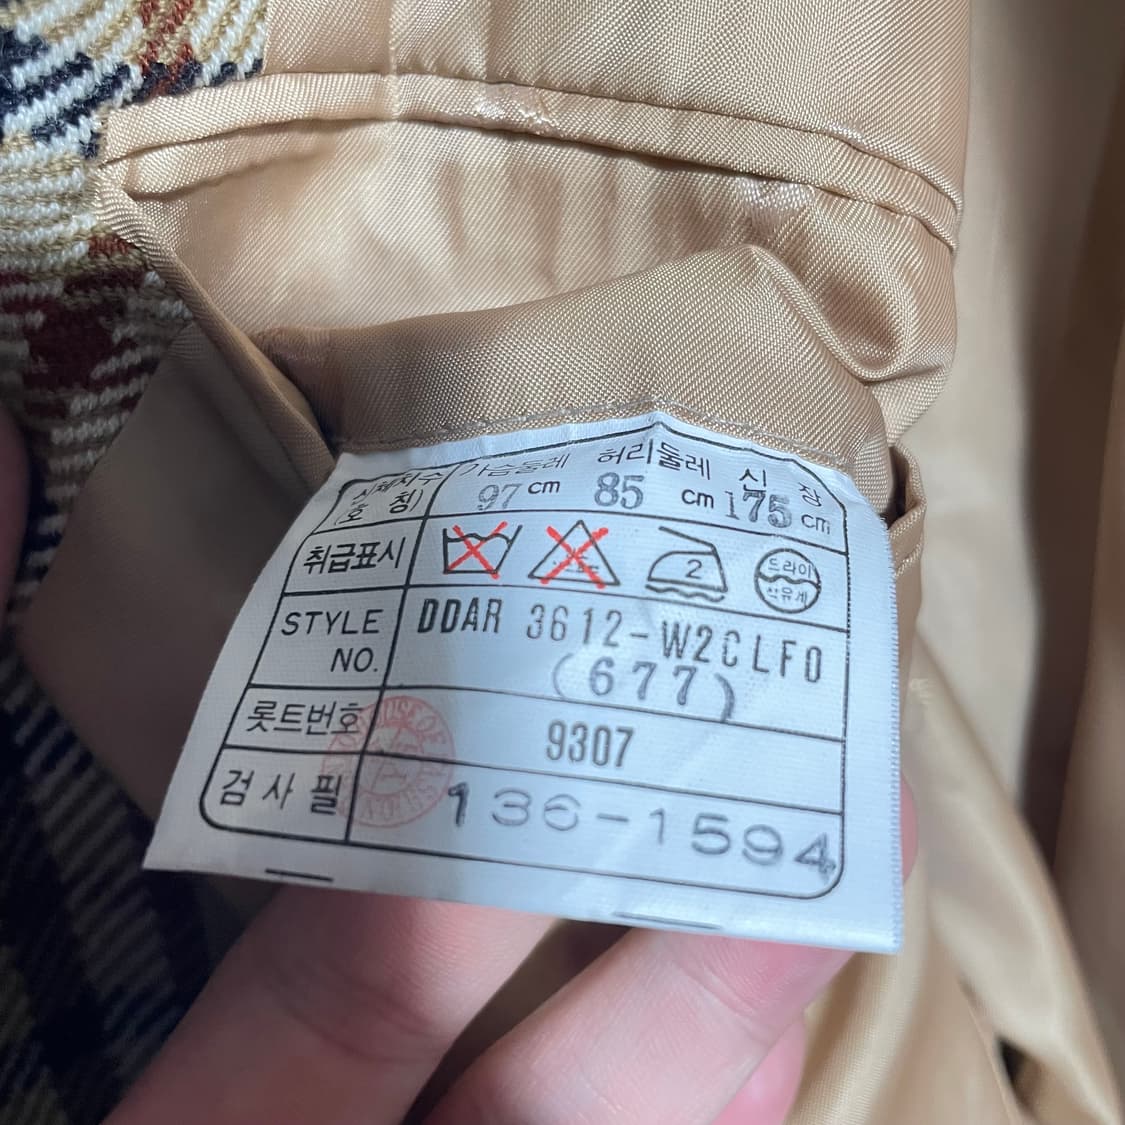 신체치수 가슴둘레 허리둘레 신 장
(호 칭) 97 cm 85 cm 175 cm
취급표시 2 드라이
석유계
STYLE DDAR 3612-W2CLF0
NO. (677)
롯트번호 9307
검 사 필 136-1594
HOUSE OF